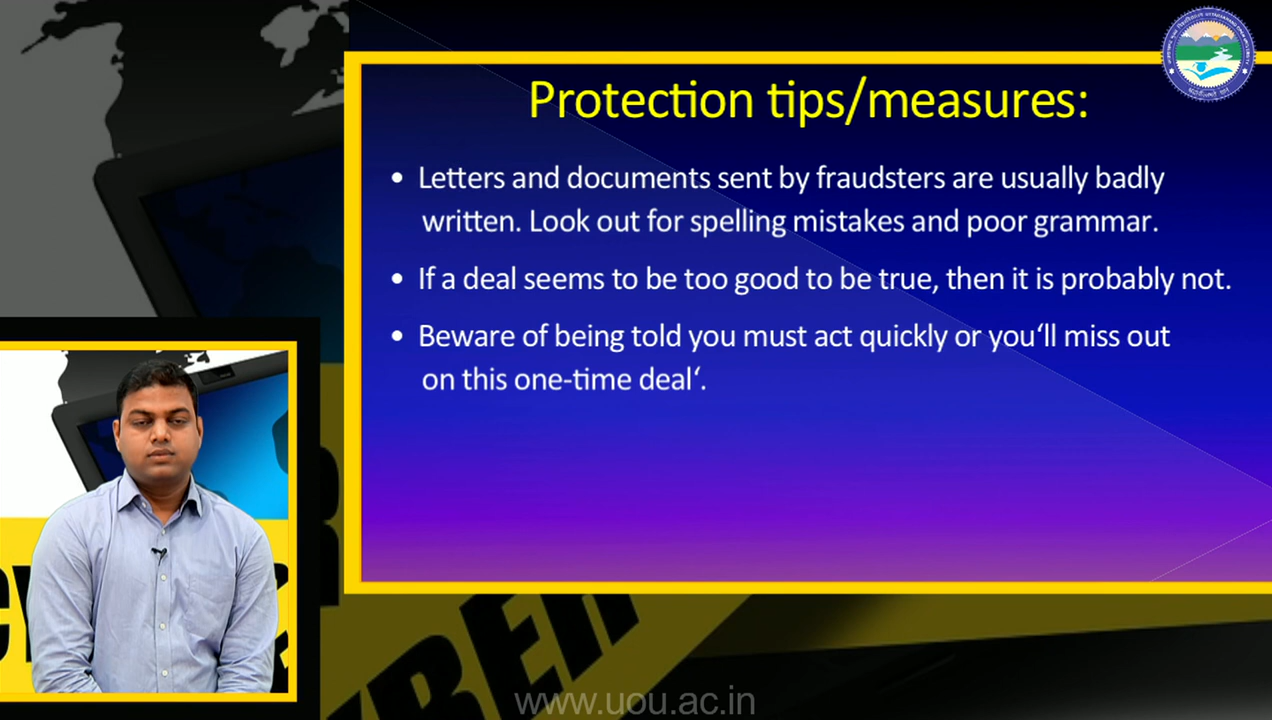 Protection tips/measures:
• Letters and documents sent by fraudsters are usually badly
written. Look out for spelling mistakes and poor grammar.
• If a deal seems to be too good to be true, then it is probably not.
• Beware of being told you must act quickly or you‘ll miss out
on this one-time deal‘.
www.uou.ac.in